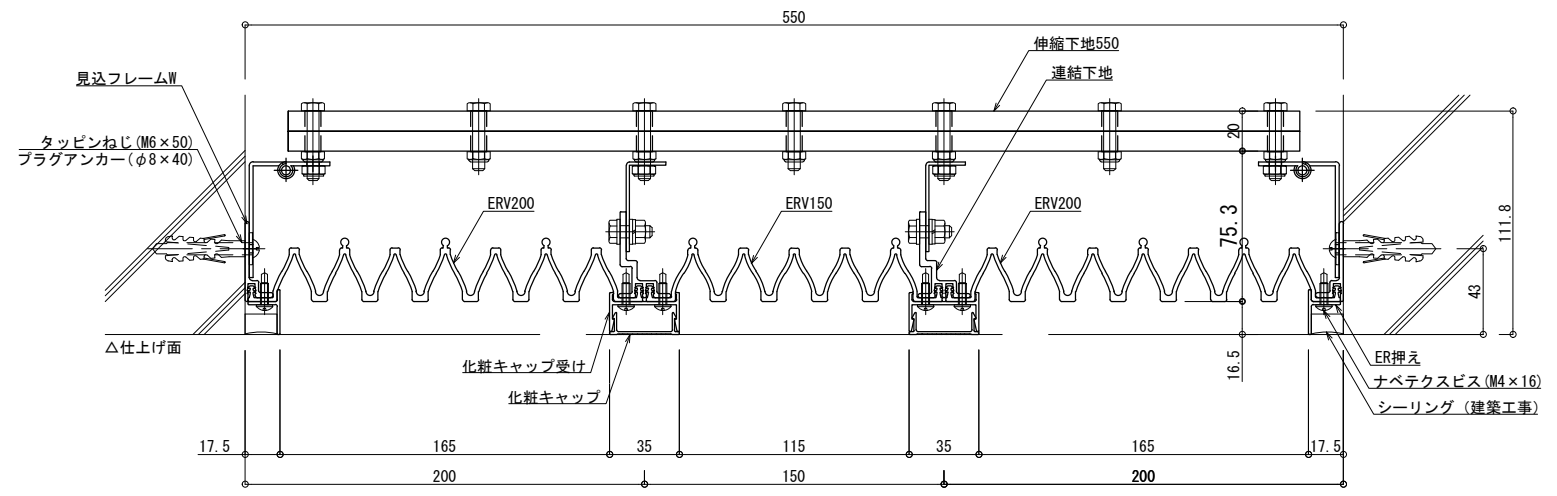 550
伸縮下地550
見込フレームW
連結下地
タッピンねじ(M6×50)
プラグアンカー(φ8×40)
20
ERV200
ERV150
ERV200
75.3
111.8
43
△仕上げ面
16.5
化粧キャップ受け
ER押え
化粧キャップ
ナベテクスビス(M4×16)
シーリング (建築工事)
17.5
165
35
115
35
165
17.5
200
150
200